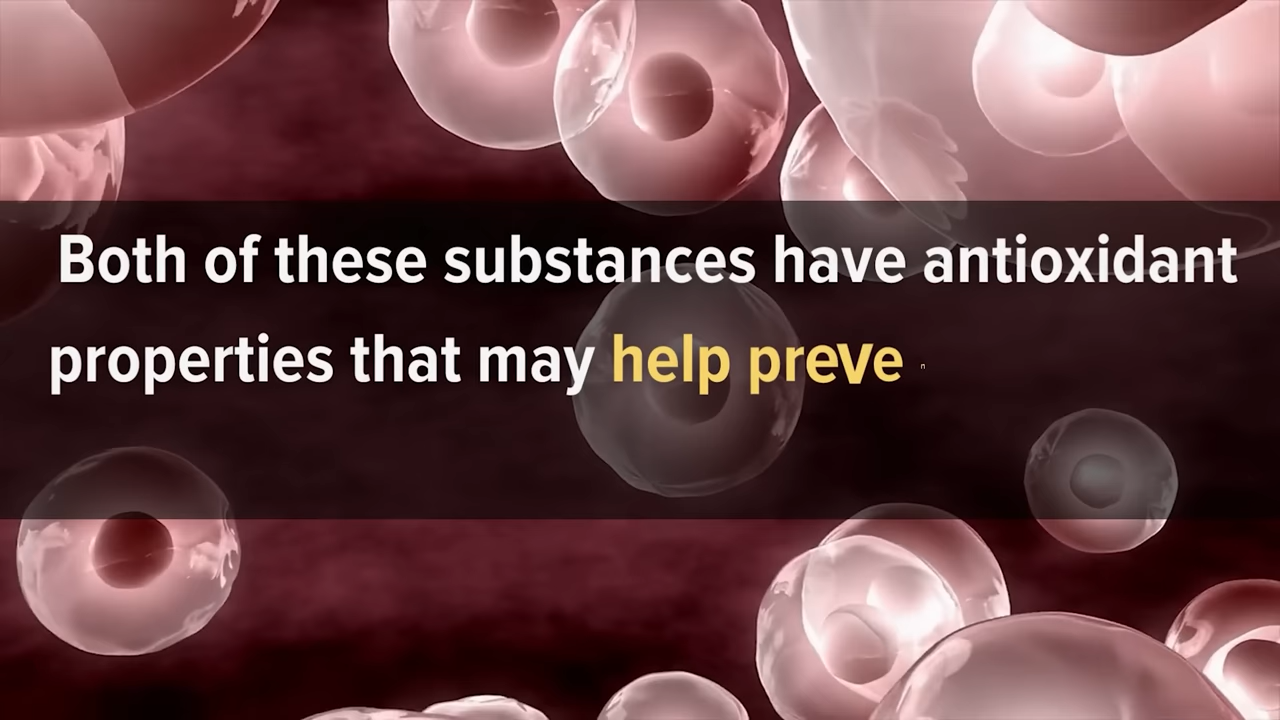 Both of these substances have antioxidant
properties that may help preve